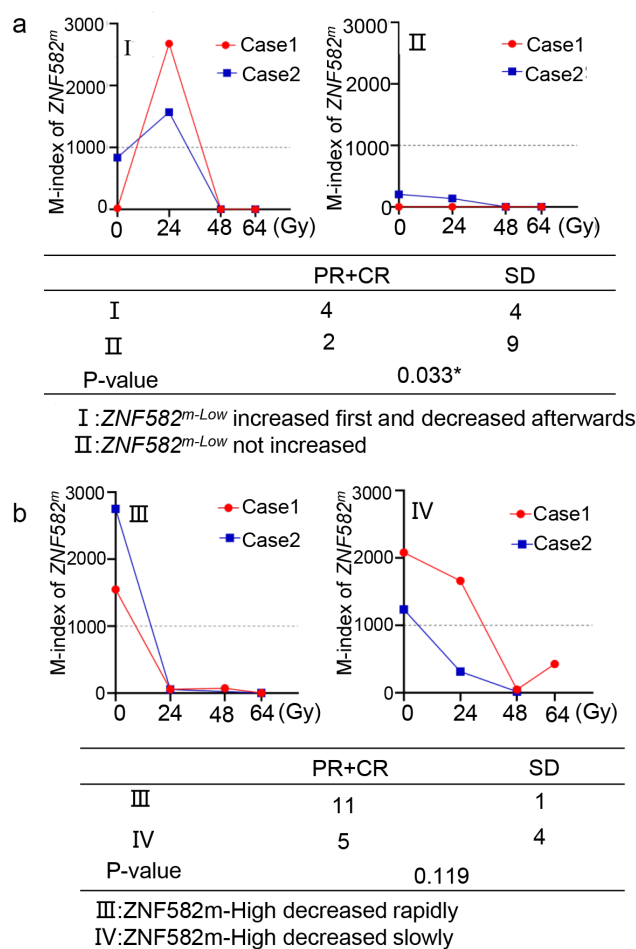 a
I
II
Case1
Case2
Case1
Case2
M-index of ZNF582m
M-index of ZNF582m
3000
2000
1000
0
3000
2000
1000
0
0 24 48 64 (Gy)
0 24 48 64 (Gy)
PR+CR SD
I 4 4
II 2 9
P-value 0.033*
I:ZNF582m-Low increased first and decreased afterwards
II:ZNF582m-Low not increased
b
III
IV
Case1
Case2
Case1
Case2
M-index of ZNF582m
M-index of ZNF582m
3000
2000
1000
0
3000
2000
1000
0
0 24 48 64 (Gy)
0 24 48 64 (Gy)
PR+CR SD
III 11 1
IV 5 4
P-value 0.119
III:ZNF582m-High decreased rapidly
IV:ZNF582m-High decreased slowly